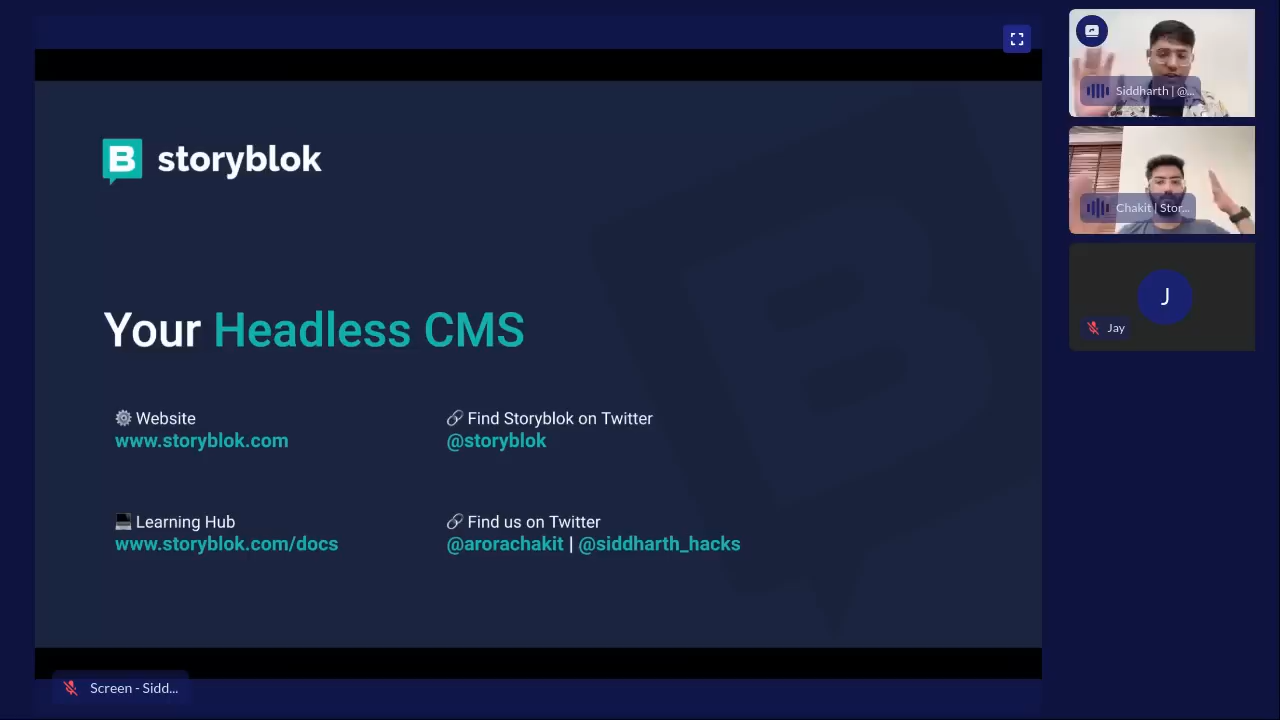 storyblok
Your Headless CMS
Website
www.storyblok.com
Find Storyblok on Twitter
@storyblok
Learning Hub
www.storyblok.com/docs
Find us on Twitter
@arorachakit | @siddharth_hacks
Screen - Sidd...
Siddharth | @...
Chakit | Stor...
J
Jay